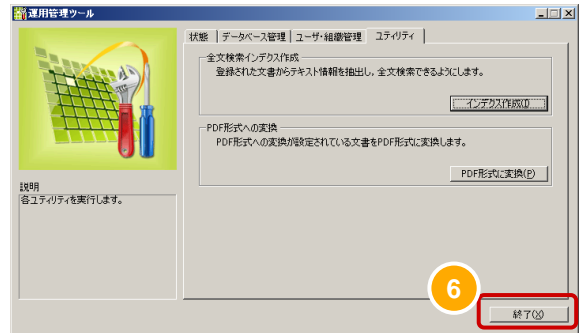 運用管理ツール
状態 データベース管理 ユーザ・組織管理 ユティリティ
全文検索インデクス作成
登録された文書からテキスト情報を抽出し,全文検索できるようにします。
インデクス作成(I)
PDF形式への変換
PDF形式への変換が設定されている文書をPDF形式に変換します。
PDF形式に変換(P)
説明
各ユティリティを実行します。
6
終了(X)